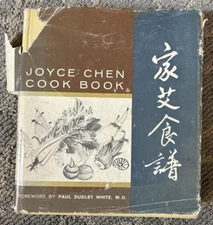 JOYCE CHEN
COOK BOOK
家艾食譜
FOREWORD BY PAUL DUDLEY WHITE, M.D.